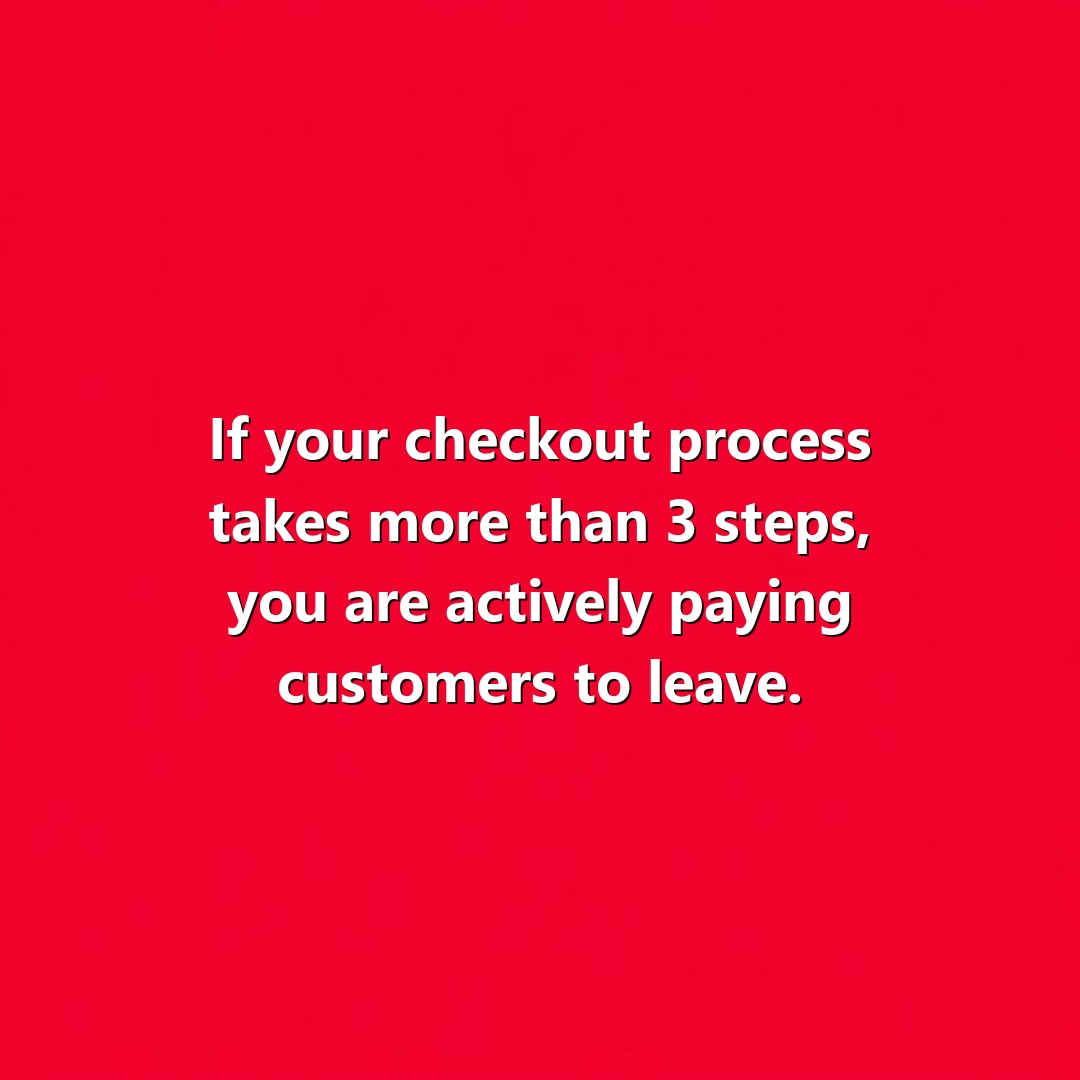 If your checkout process
takes more than 3 steps,
you are actively paying
customers to leave.